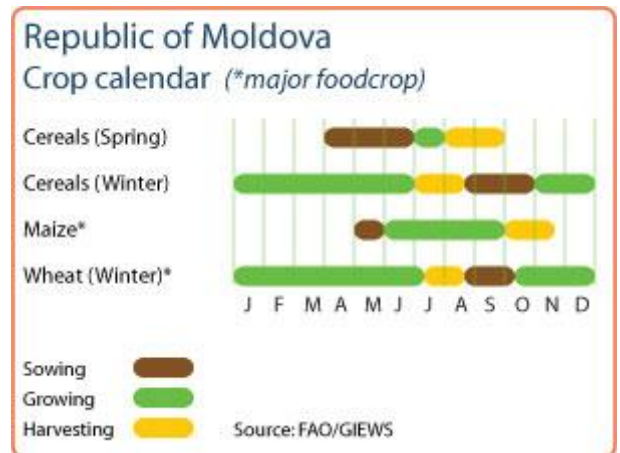 Republic of Moldova
Crop calendar (*major foodcrop)
Cereals (Spring)
Cereals (Winter)
Maize*
Wheat (Winter)*
J F M A M J J A S O N D
Sowing
Growing
Harvesting
Source: FAO/GIEWS